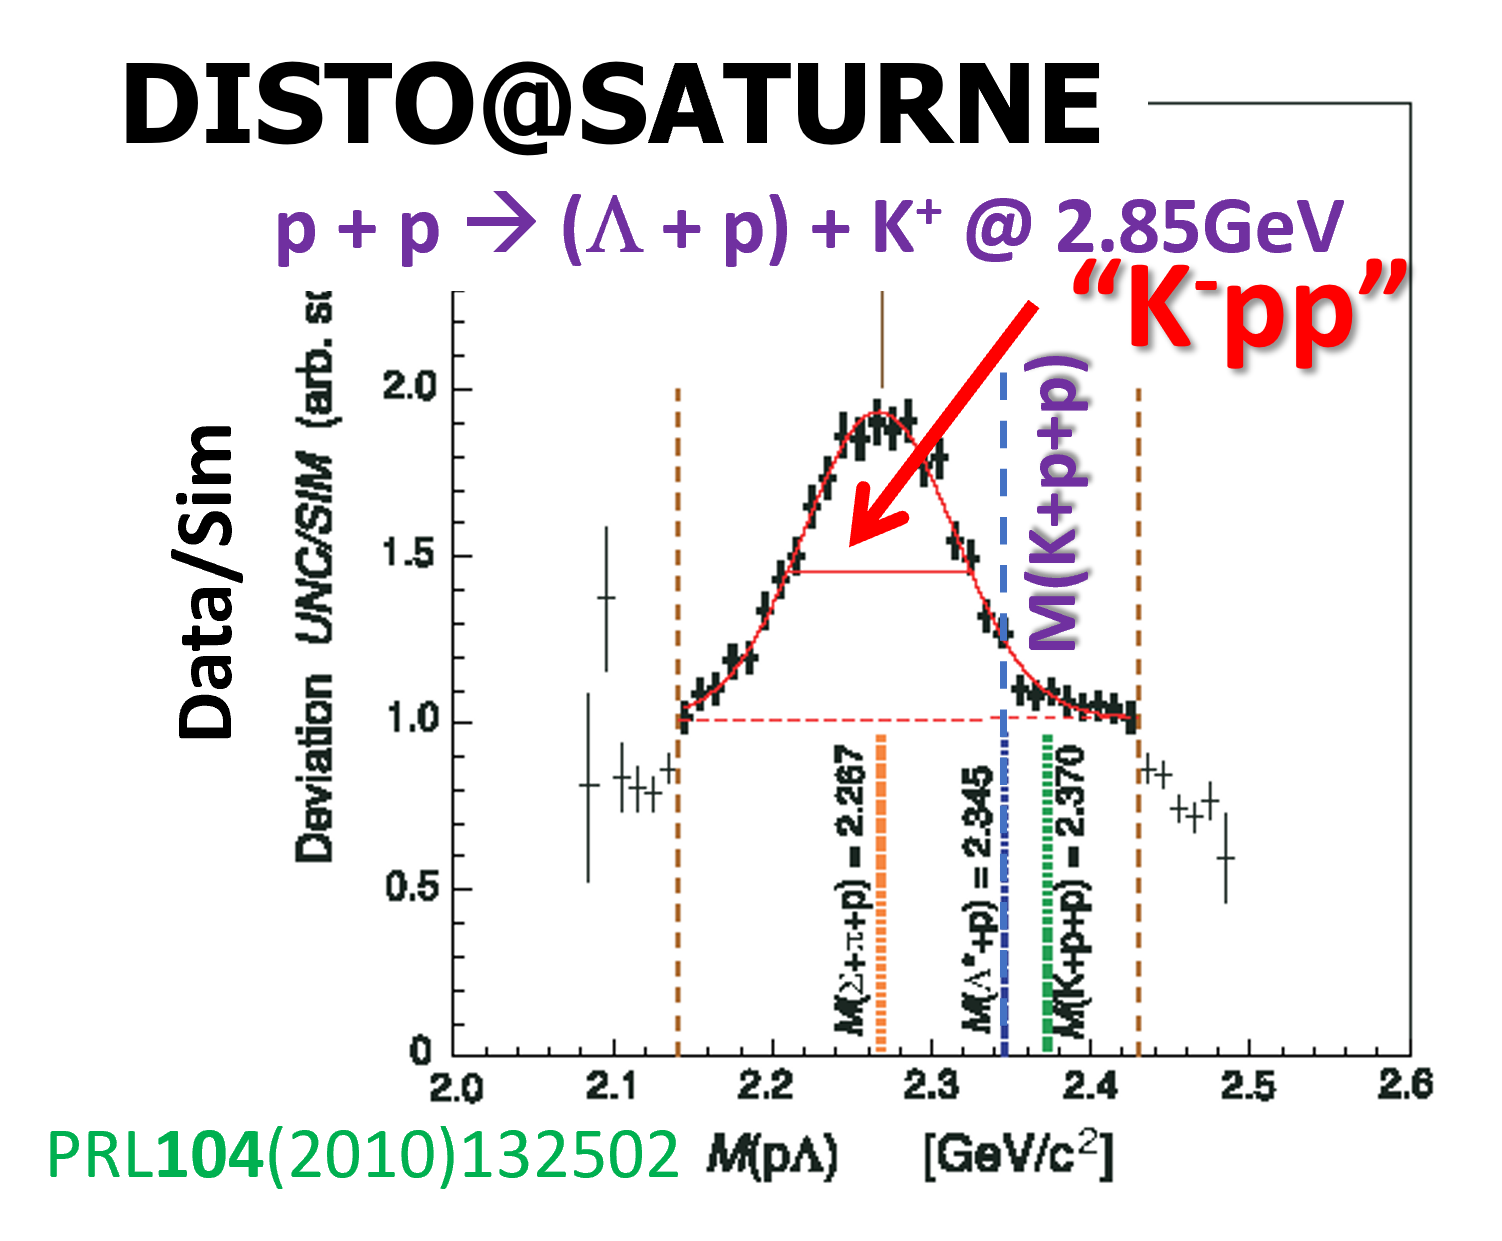 DISTO@SATURNE
p + p → (Λ + p) + K⁺ @ 2.85GeV
“K⁻pp”
M(K+p+p)
Data/Sim
Deviation UNC/SIM (arb.
2.0
1.5
1.0
0.5
0
M(Σ+π+p) = 2.267
M(Λ*+p) = 2.345
M(K+p+p) = 2.370
2.0 2.1 2.2 2.3 2.4 2.5 2.6
PRL104(2010)132502
M(pΛ) [GeV/c²]